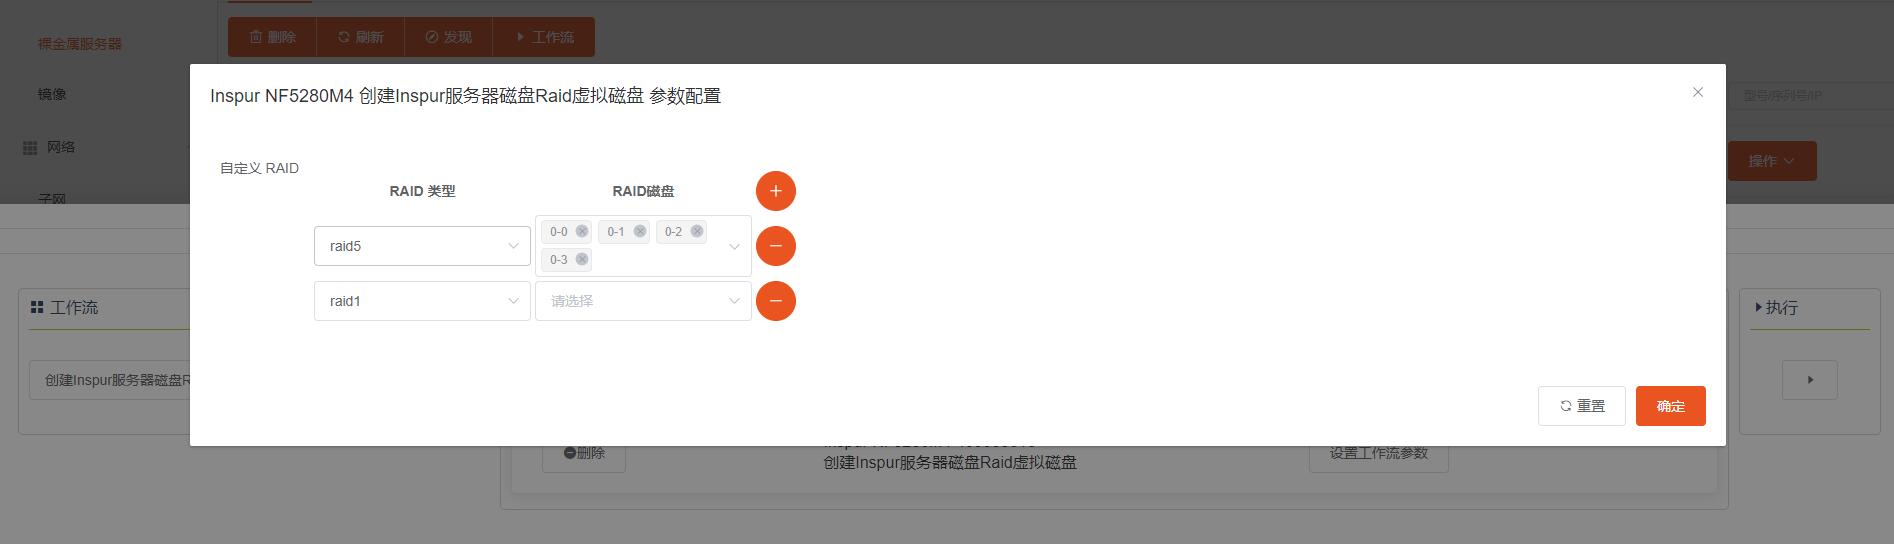 裸金属服务器
删除 刷新 发现 工作流
镜像
Inspur NF5280M4 创建Inspur服务器磁盘Raid虚拟磁盘 参数配置
型号/序列号/IP
网络
操作
自定义 RAID
RAID 类型 RAID磁盘
子网
raid5 0-0 0-1 0-2
0-3
raid1 请选择
工作流 执行
创建Inspur服务器磁盘R
重置 确定
删除 创建Inspur服务器磁盘Raid虚拟磁盘 设置工作流参数